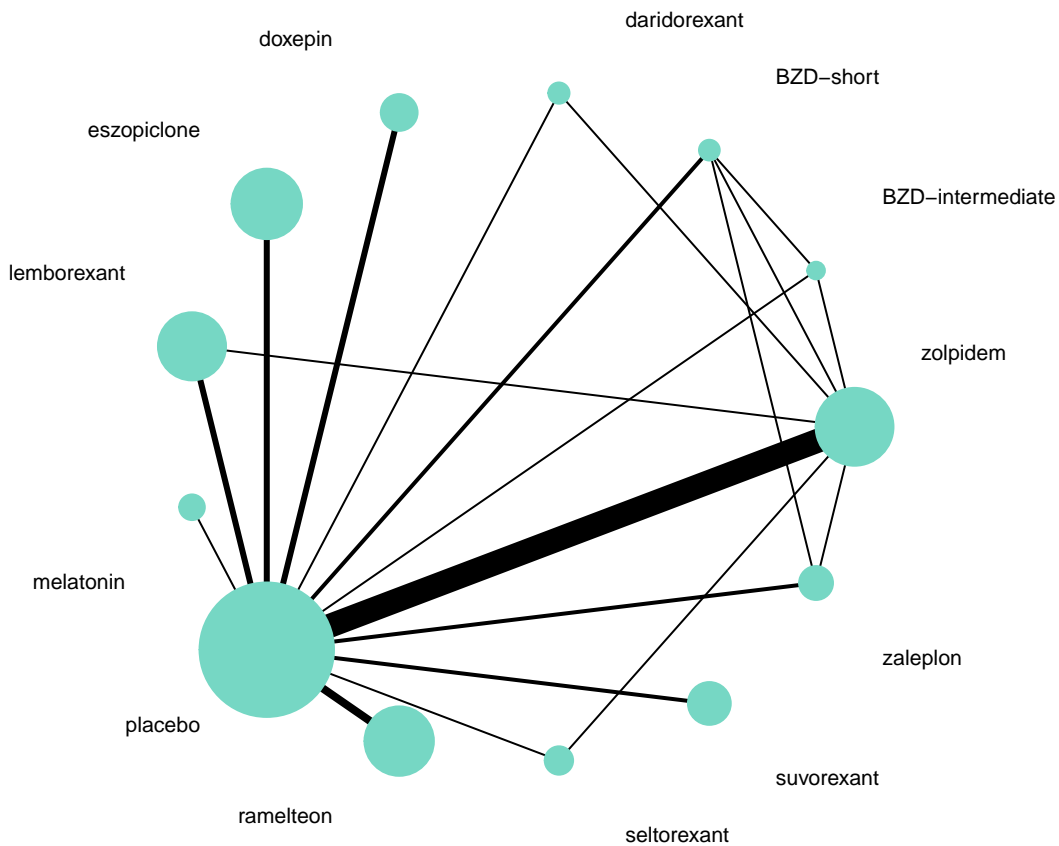 daridorexant
doxepin
BZD−short
eszopiclone
BZD−intermediate
lemborexant
zolpidem
melatonin
zaleplon
placebo
suvorexant
ramelteon
seltorexant